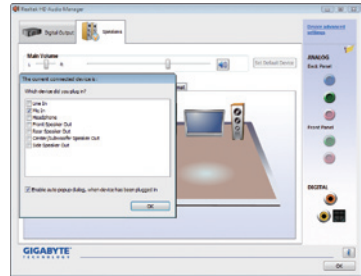 Realtek HD Audio Manager
Digital Output
Speakers
Device advanced settings
Main Volume
L
R
Set Default Device
ANALOG
Back Panel
The current connected device is :
Which device did you plug in?
Line In
Mic In
Headphone
Front Speaker Out
Rear Speaker Out
Center/Subwoofer Speaker Out
Side Speaker Out
Front Panel
Enable auto popup dialog, when device has been plugged in
OK
DIGITAL
GIGABYTE
TECHNOLOGY
OK